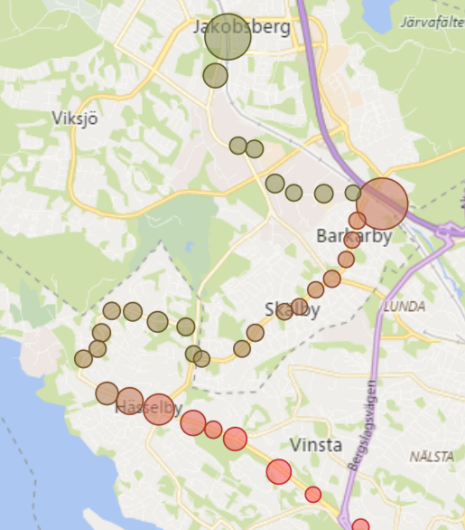 Jakobsberg
Järvafälte
Viksjö
Barkarby
Skälby
LUNDA
Hässelby
Bergslagsvägen
Vinsta
NÄLSTA